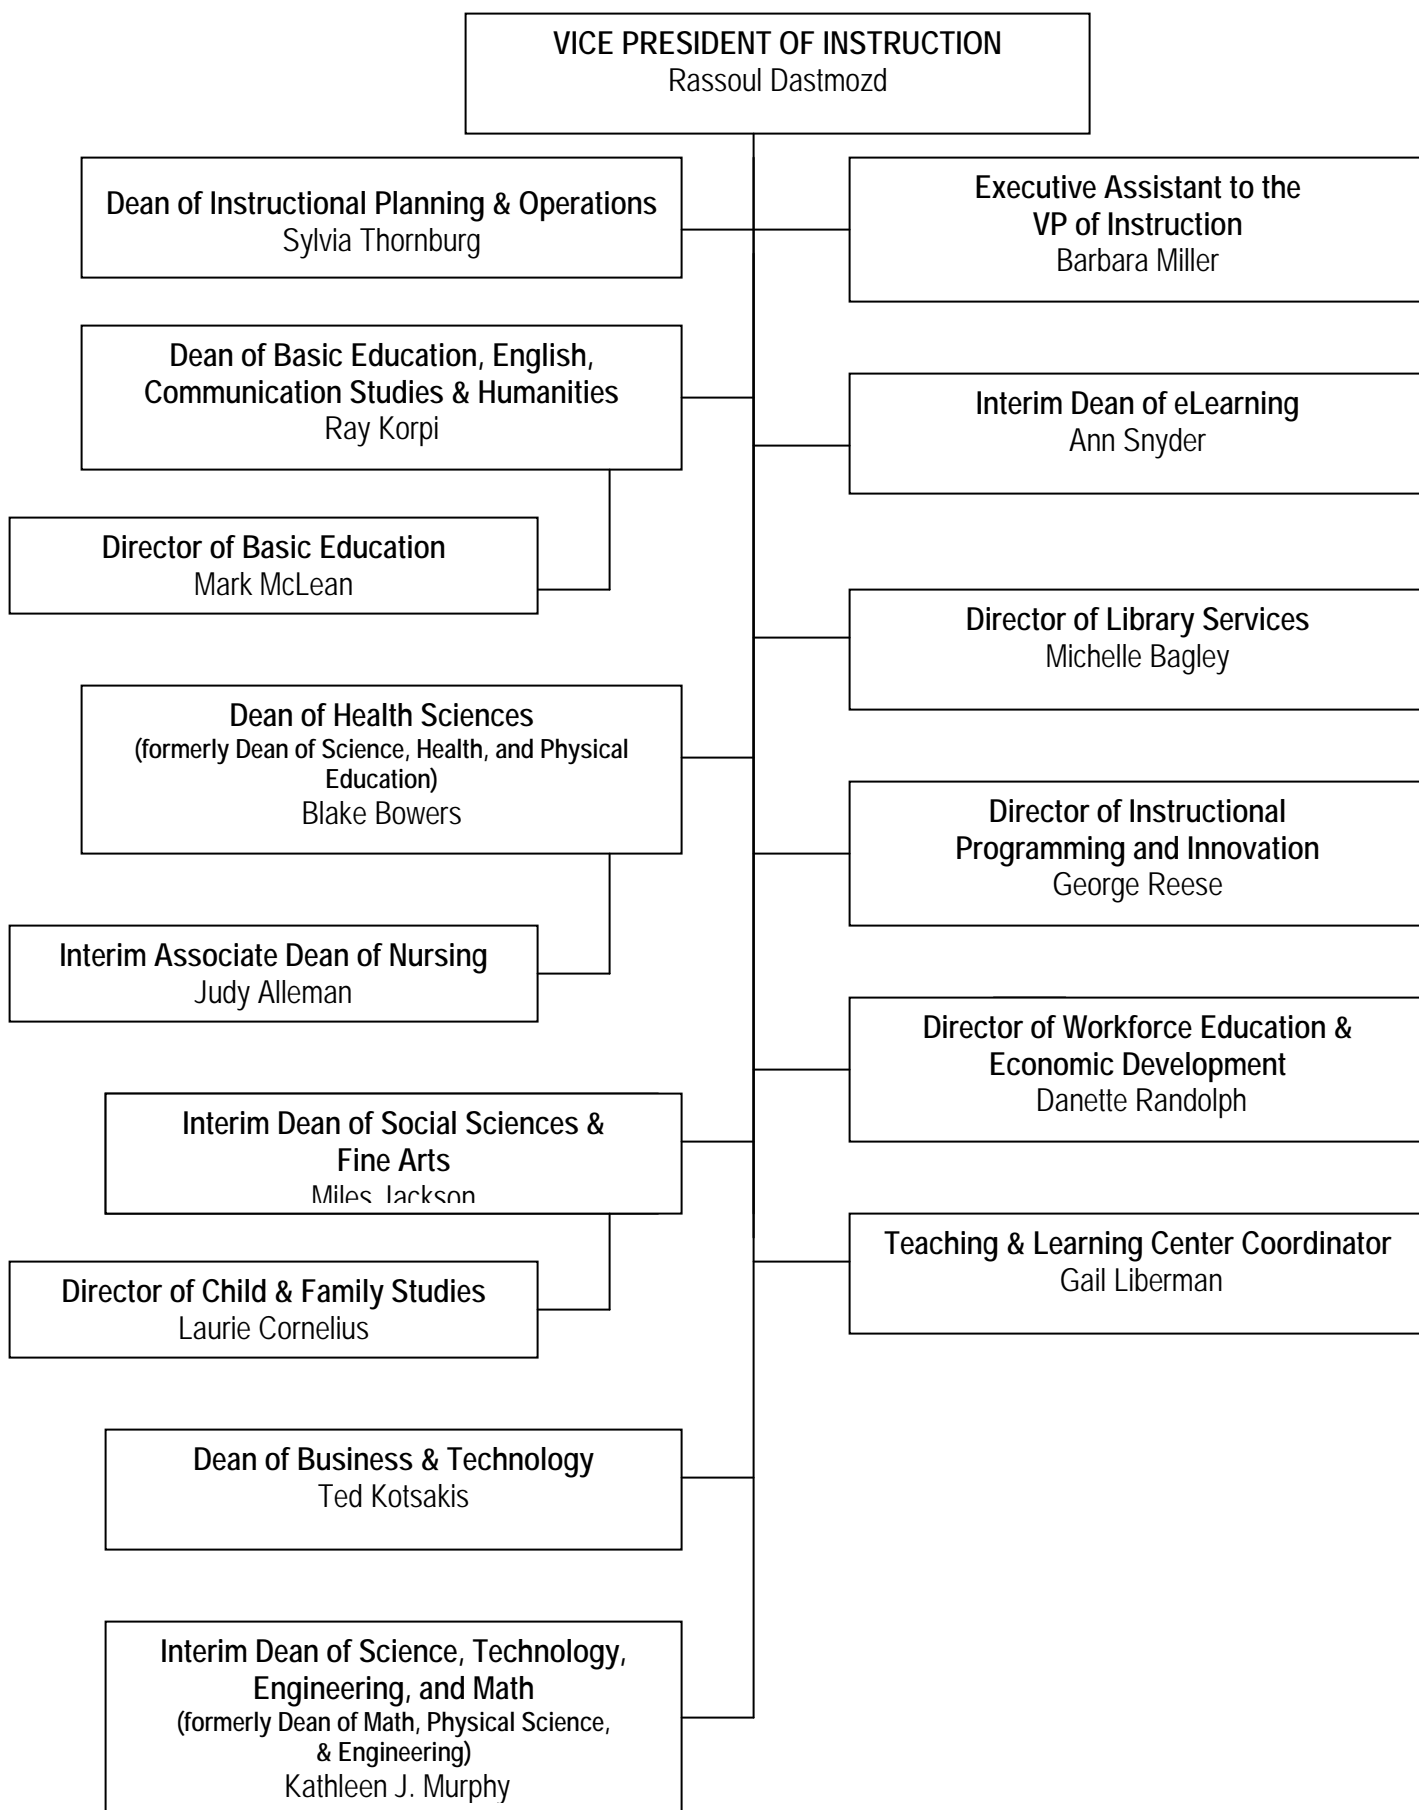 VICE PRESIDENT OF INSTRUCTION
Rassoul Dastmozd
Dean of Instructional Planning & Operations
Sylvia Thornburg
Executive Assistant to the
VP of Instruction
Barbara Miller
Dean of Basic Education, English,
Communication Studies & Humanities
Ray Korpi
Interim Dean of eLearning
Ann Snyder
Director of Basic Education
Mark McLean
Director of Library Services
Michelle Bagley
Dean of Health Sciences
(formerly Dean of Science, Health, and Physical
Education)
Blake Bowers
Director of Instructional
Programming and Innovation
George Reese
Interim Associate Dean of Nursing
Judy Alleman
Director of Workforce Education &
Economic Development
Danette Randolph
Interim Dean of Social Sciences &
Fine Arts
Miles Jackson
Teaching & Learning Center Coordinator
Gail Liberman
Director of Child & Family Studies
Laurie Cornelius
Dean of Business & Technology
Ted Kotsakis
Interim Dean of Science, Technology,
Engineering, and Math
(formerly Dean of Math, Physical Science,
& Engineering)
Kathleen J. Murphy